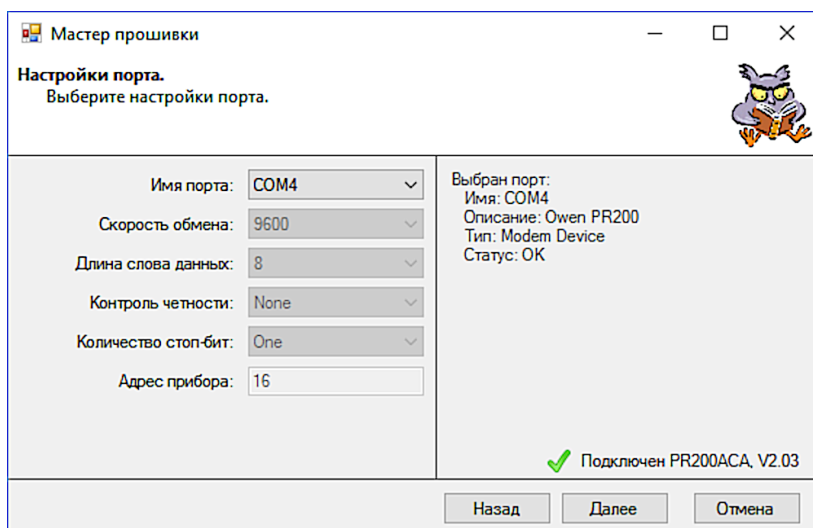 Мастер прошивки
Настройки порта.
Выберите настройки порта.
Имя порта: COM4
Скорость обмена: 9600
Длина слова данных: 8
Контроль четности: None
Количество стоп-бит: One
Адрес прибора: 16
Выбран порт:
Имя: COM4
Описание: Owen PR200
Тип: Modem Device
Статус: OK
Подключен PR200ACA, V2.03
Назад Далее Отмена